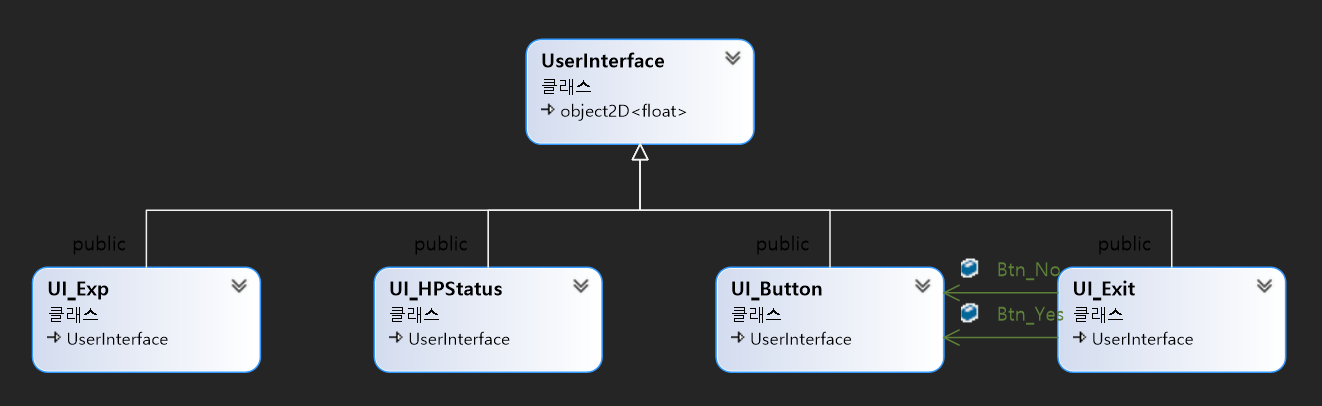 UserInterface
클래스
object2D<float>
public
public
public
public
UI_Exp
클래스
UserInterface
UI_HPStatus
클래스
UserInterface
UI_Button
클래스
UserInterface
Btn_No
Btn_Yes
UI_Exit
클래스
UserInterface